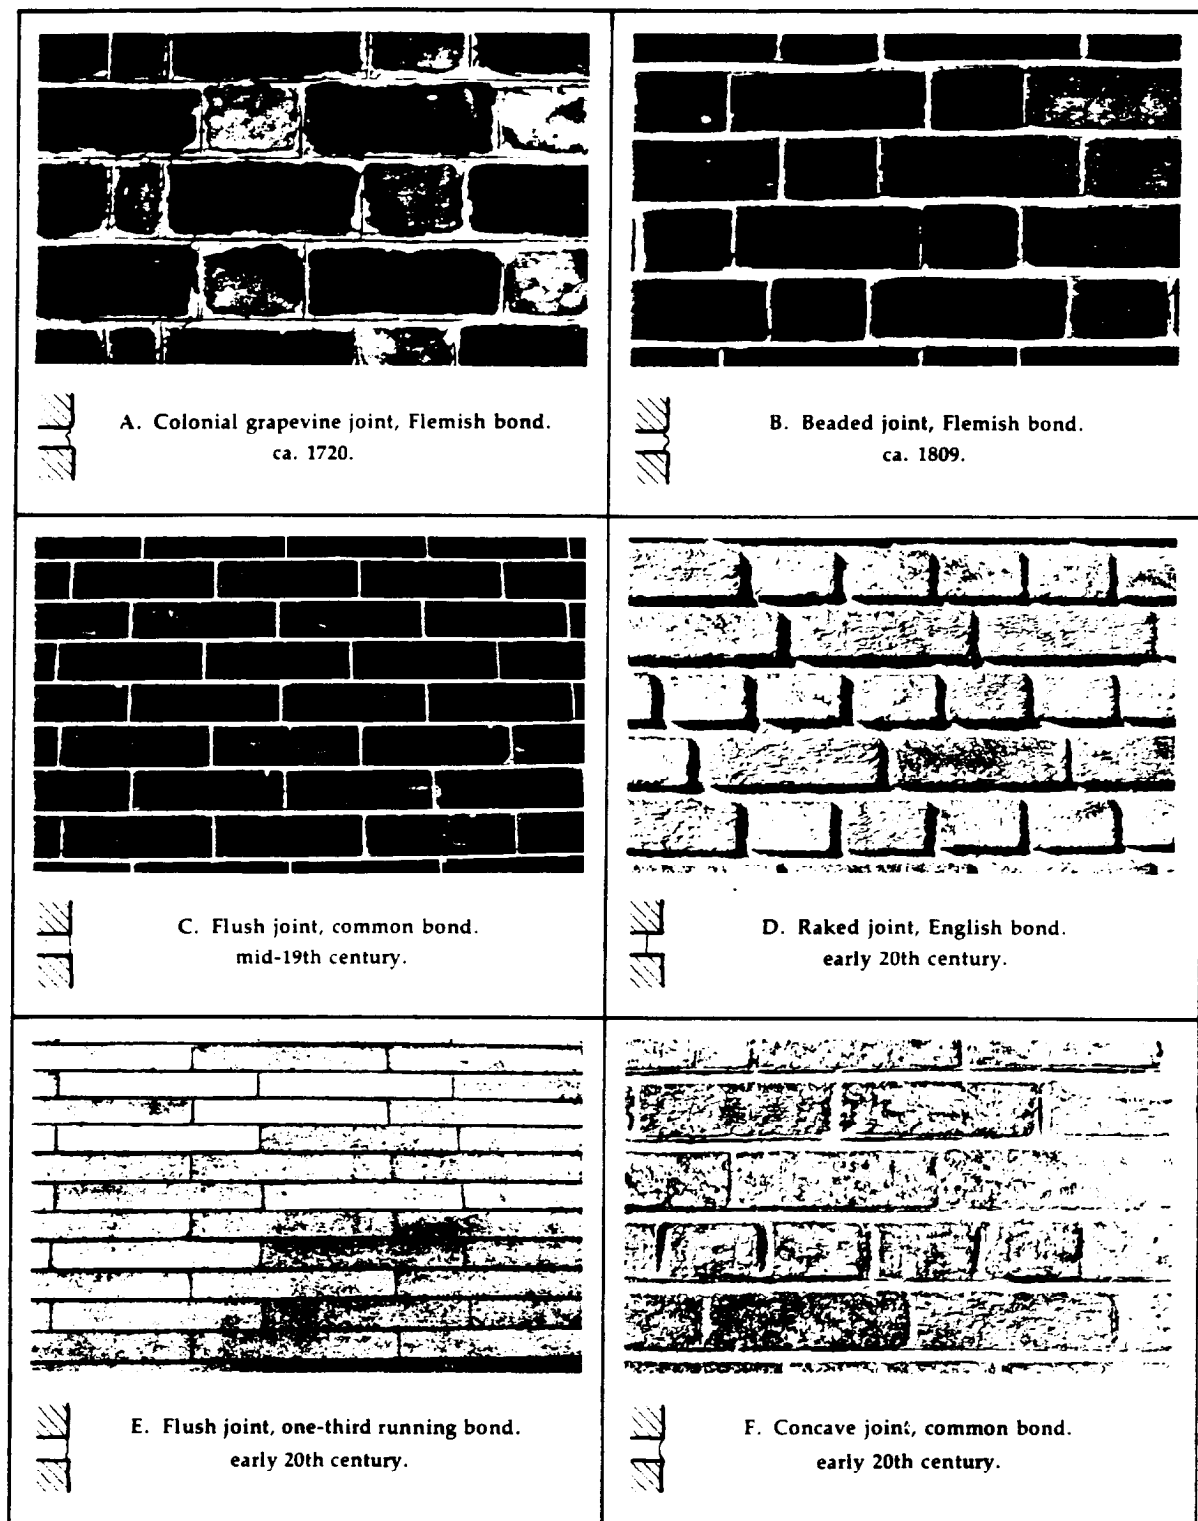 A. Colonial grapevine joint, Flemish bond.
ca. 1720.
B. Beaded joint, Flemish bond.
ca. 1809.
C. Flush joint, common bond.
mid-19th century.
D. Raked joint, English bond.
early 20th century.
E. Flush joint, one-third running bond.
early 20th century.
F. Concave joint, common bond.
early 20th century.